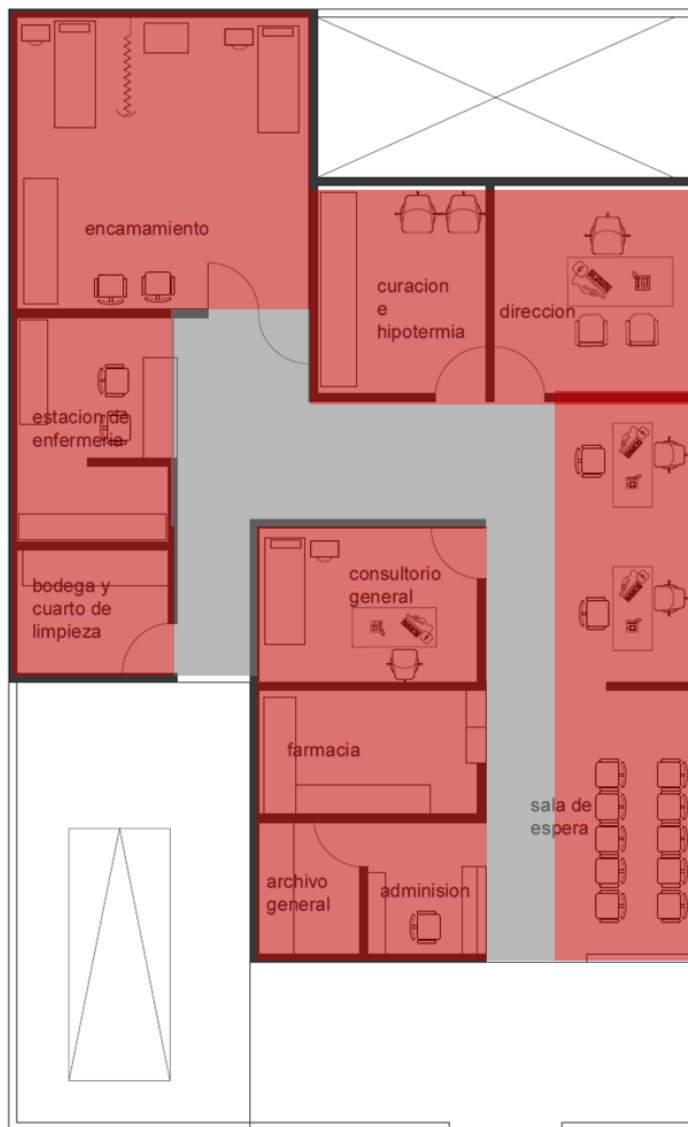 encamamiento
curacion
e
hipotermia
direccion
estacion de
enfermeria
bodega y
cuarto de
limpieza
consultorio
general
farmacia
sala de
espera
archivo
general
adminision